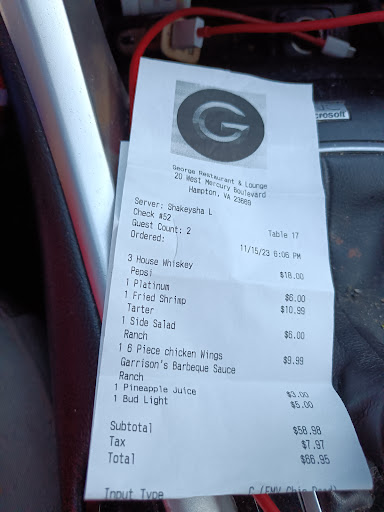 crosoft
G
George Restaurant & Lounge
20 West Mercury Boulevard
Hampton, VA 23669
Server: Shakeysha L
Check #52 Table 17
Guest Count: 2
Ordered: 11/15/23 6:06 PM
3 House Whiskey $18.00
Pepsi
1 Platinum $6.00
1 Fried Shrimp $10.99
Tarter
1 Side Salad $6.00
Ranch
1 6 Piece chicken Wings $9.99
Garrison's Barbeque Sauce
Ranch
1 Pineapple Juice $3.00
1 Bud Light $5.00
Subtotal $58.98
Tax $7.97
Total $66.95
Input Type C (EMV Chip Read)